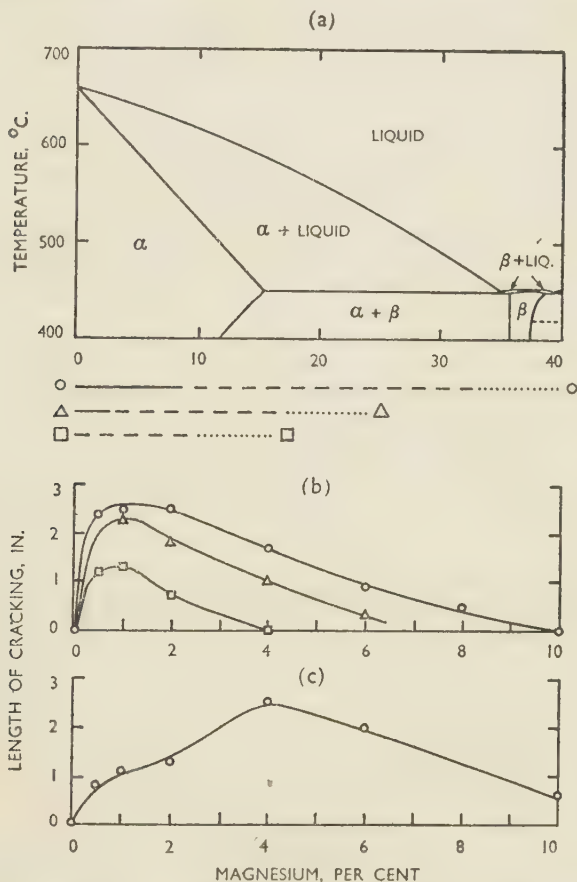 (a)
700
600
500
400
TEMPERATURE, °C.
LIQUID
α + LIQUID
α
β+LIQ.
α + β
β
0 10 20 30 40
(b)
3
2
1
0
0 2 4 6 8 10
LENGTH OF CRACKING, IN.
(c)
3
2
1
0
0 2 4 6 8 10
MAGNESIUM, PER CENT